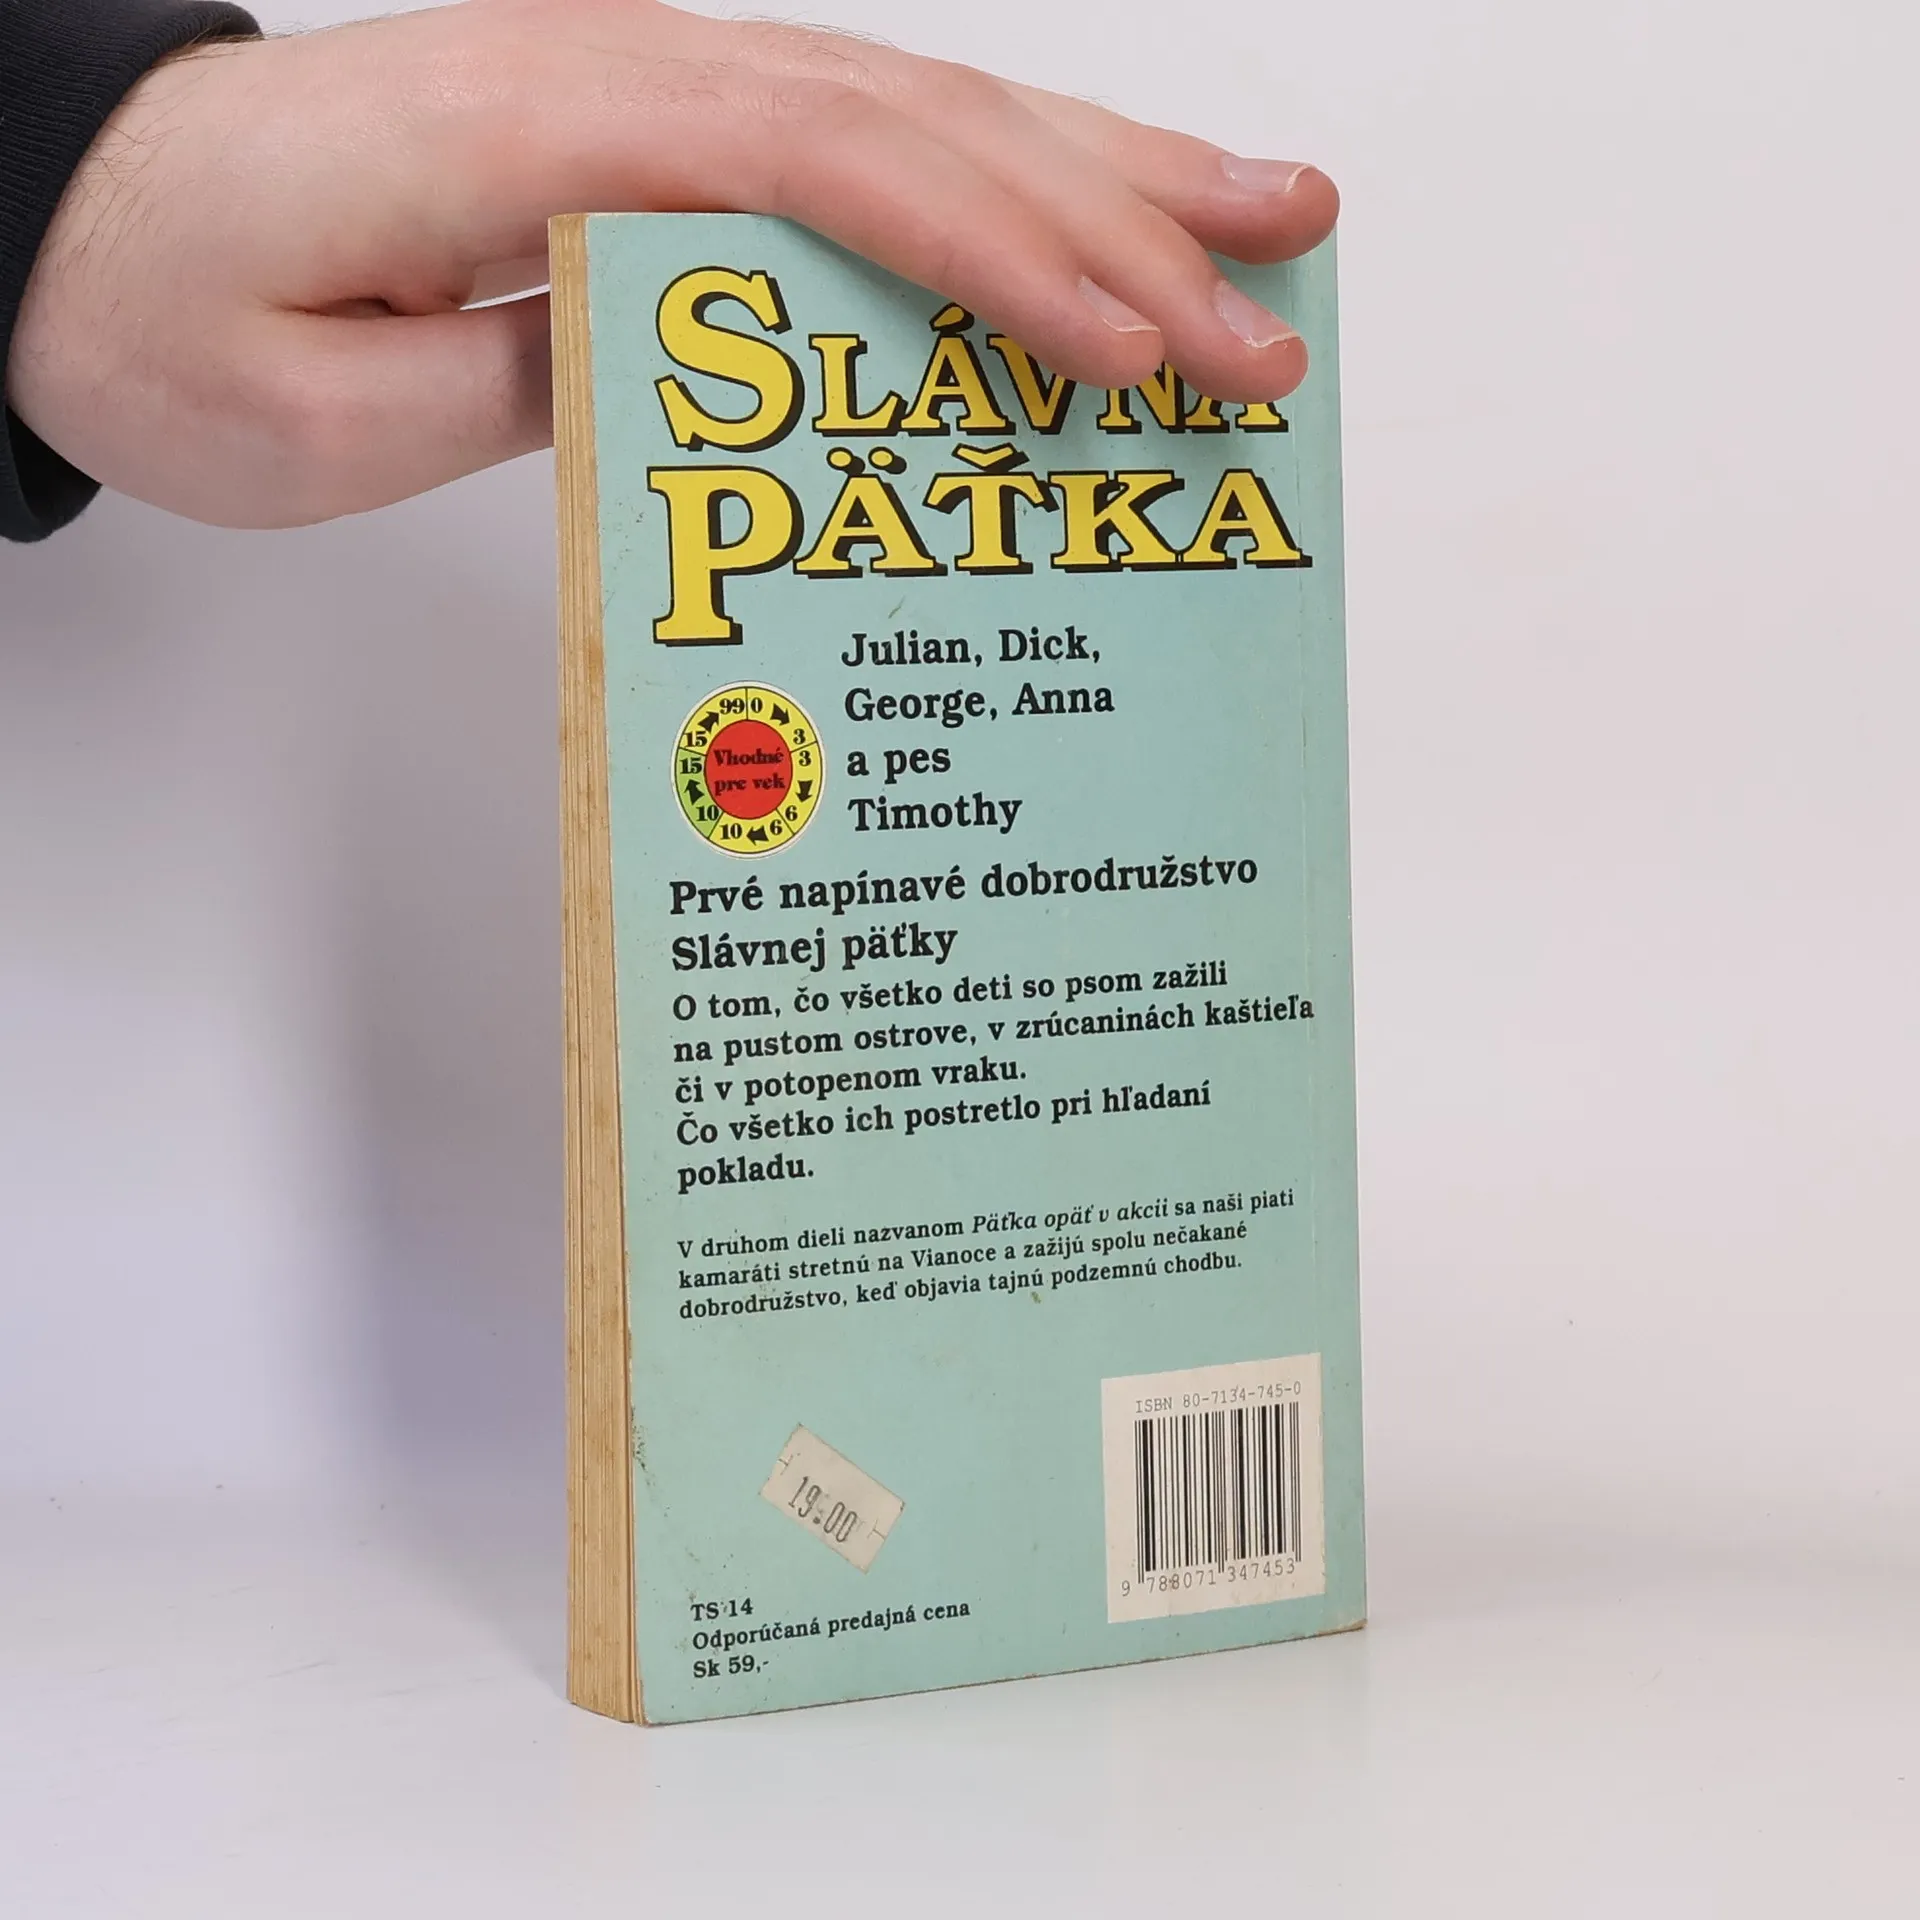 SLÁVNA
PÄŤKA
Julian, Dick,
George, Anna
a pes
Timothy
99 0
15 3
15 3
10 6
10 6
Vhodné
pre vek
Prvé napínavé dobrodružstvo
Slávnej päťky
O tom, čo všetko deti so psom zažili
na pustom ostrove, v zrúcaninách kaštieľa
či v potopenom vraku.
Čo všetko ich postretlo pri hľadaní
pokladu.
V druhom dieli nazvanom Päťka opäť v akcii sa naši piati
kamaráti stretnú na Vianoce a zažijú spolu nečakané
dobrodružstvo, keď objavia tajnú podzemnú chodbu.
ISBN 80-7134-745-0
9 788071 347453
19:00
TS 14
Odporúčaná predajná cena
Sk 59,-